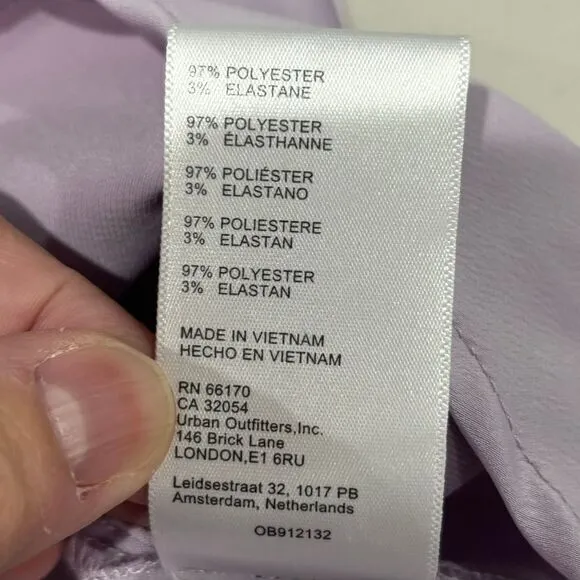 97% POLYESTER
3% ELASTANE
97% POLYESTER
3% ÉLASTHANNE
97% POLIÉSTER
3% ELASTANO
97% POLIESTERE
3% ELASTAN
97% POLYESTER
3% ELASTAN
MADE IN VIETNAM
HECHO EN VIETNAM
RN 66170
CA 32054
Urban Outfitters,Inc.
146 Brick Lane
LONDON,E1 6RU
Leidsestraat 32, 1017 PB
Amsterdam, Netherlands
OB912132